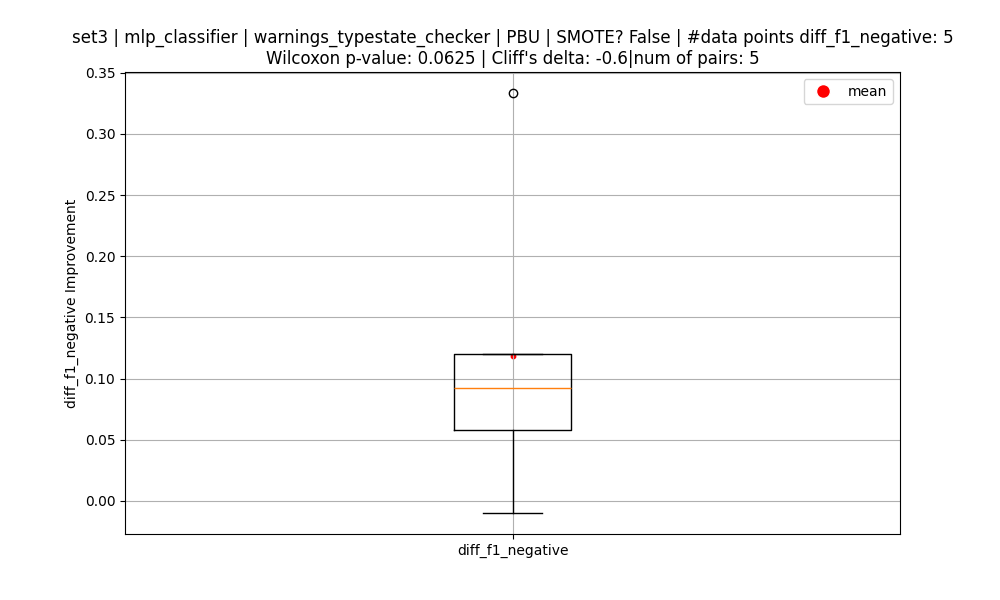 set3 | mlp_classifier | warnings_typestate_checker | PBU | SMOTE? False | #data points diff_f1_negative: 5
Wilcoxon p-value: 0.0625 | Cliff's delta: -0.6|num of pairs: 5
mean
0.35
0.30
0.25
0.20
0.15
0.10
0.05
0.00
diff_f1_negative Improvement
diff_f1_negative